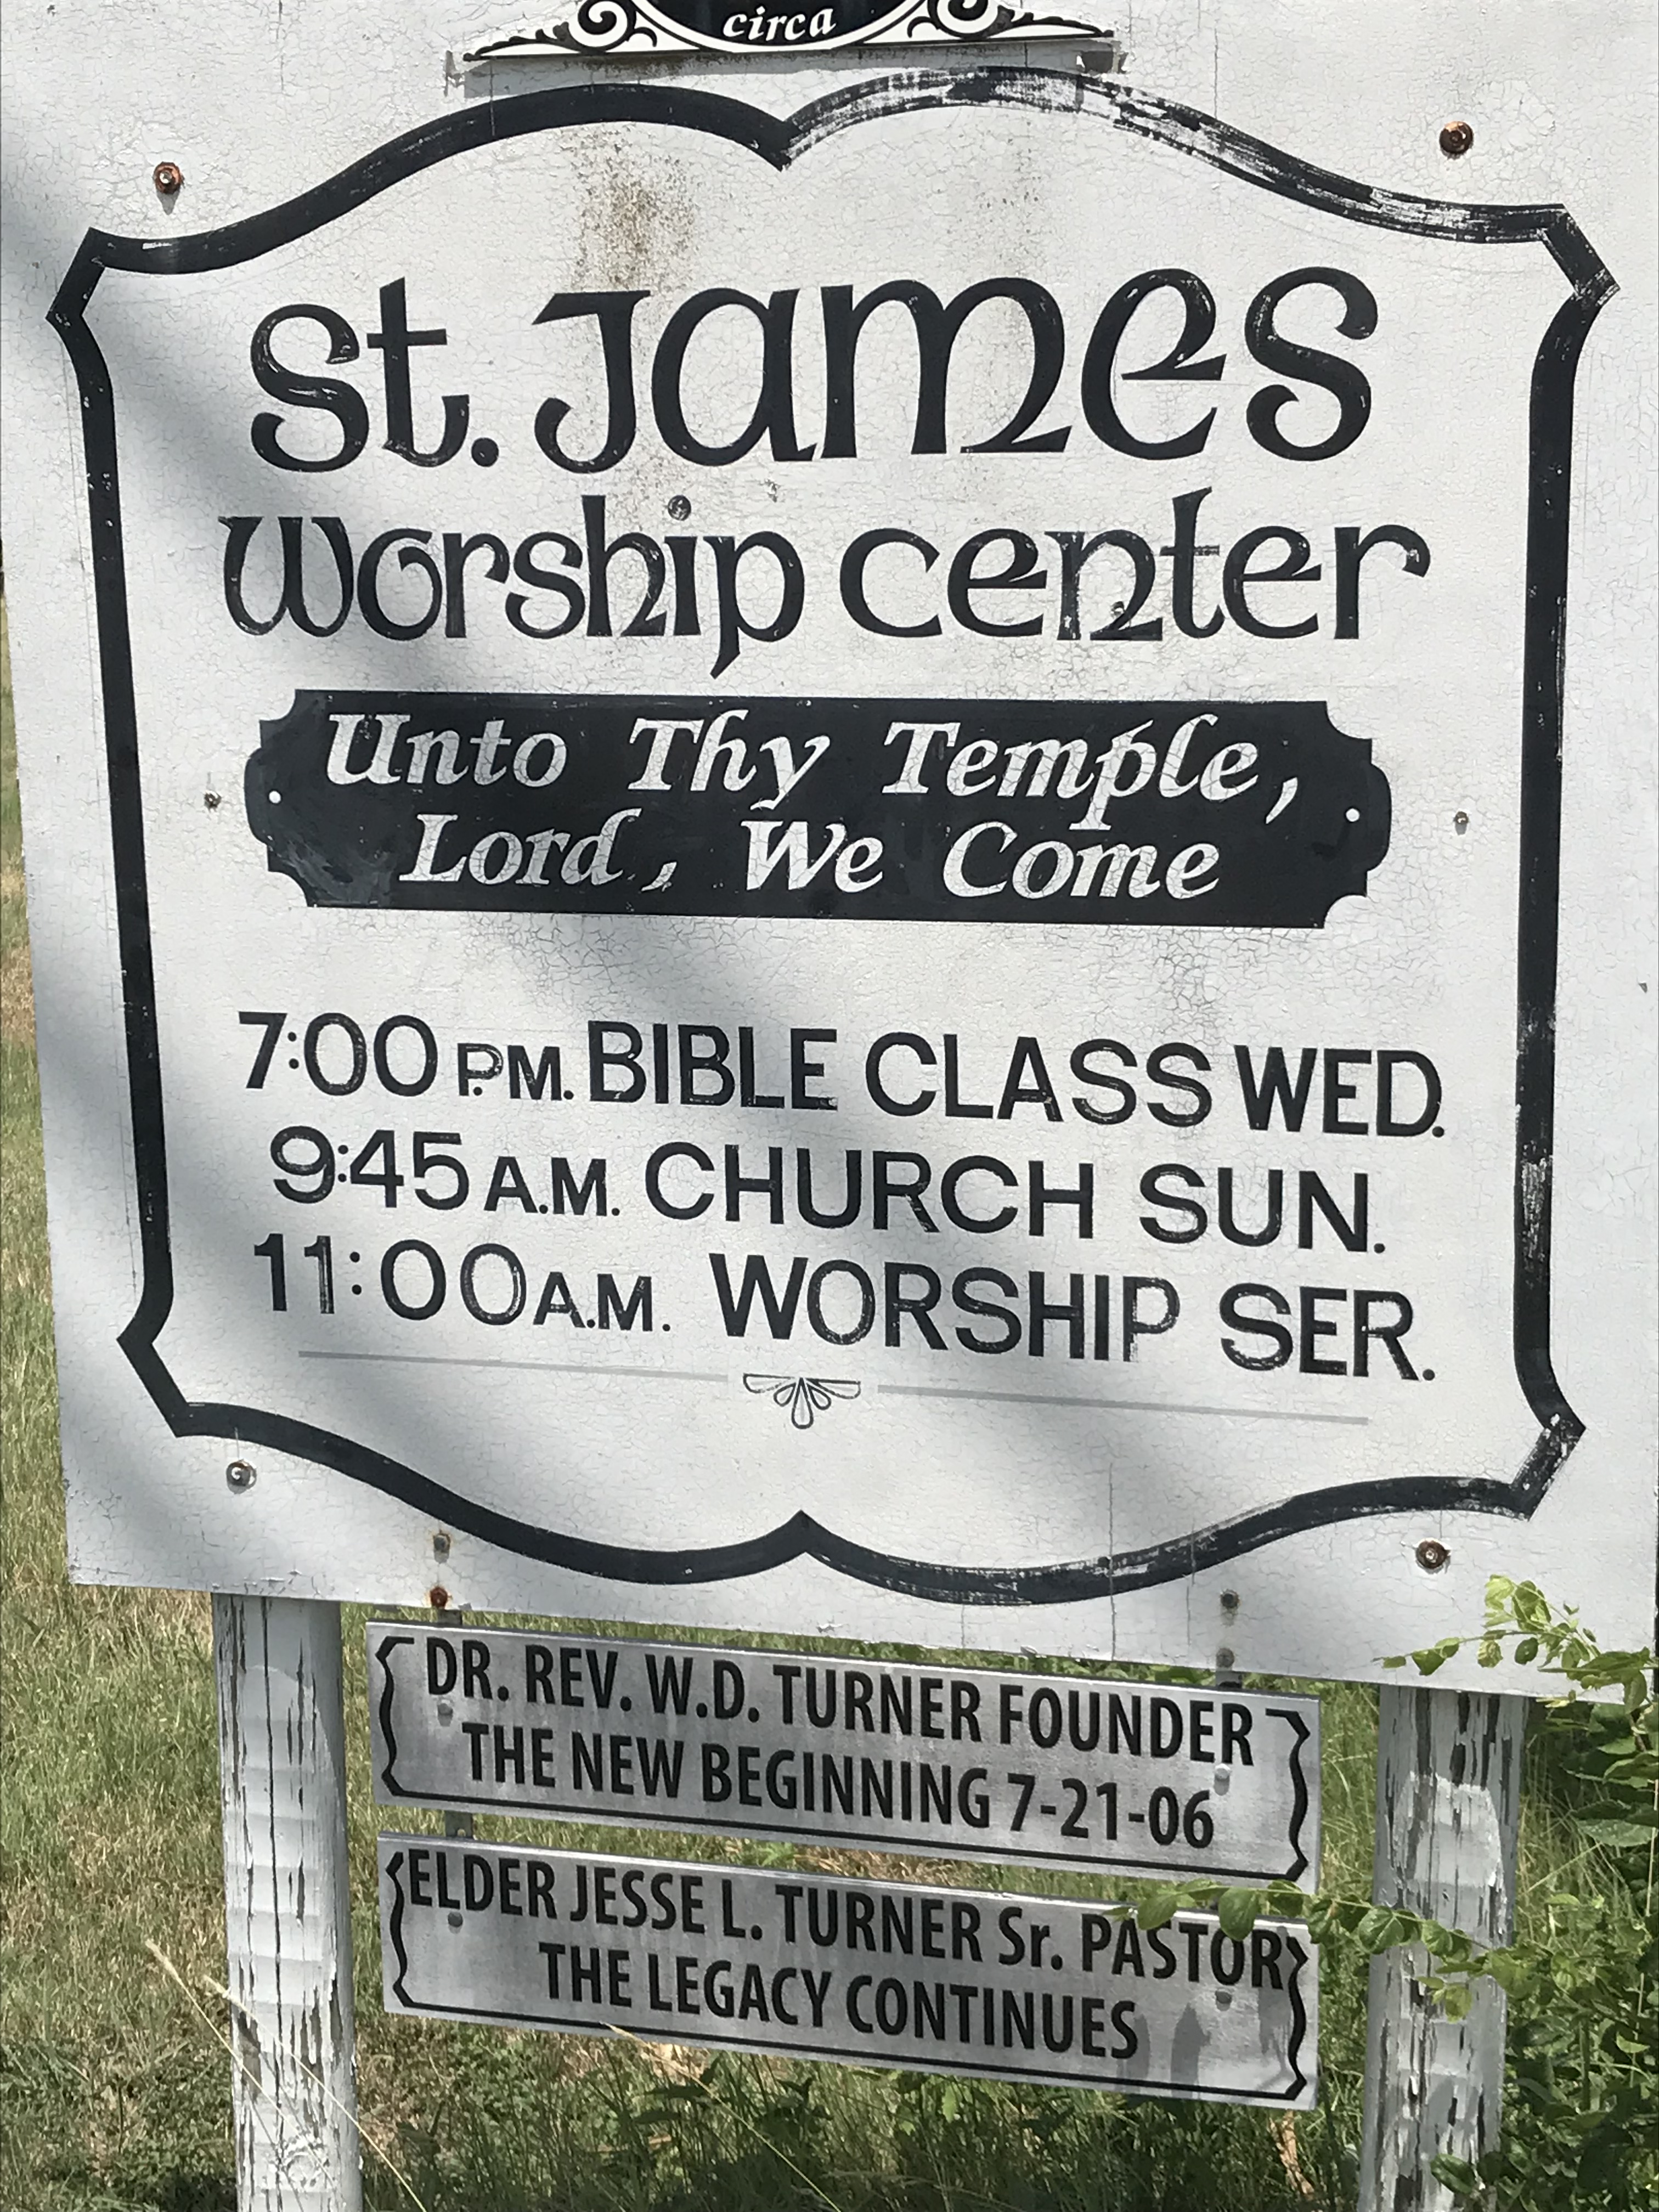 circa
St. James
Worship Center
Unto Thy Temple,
Lord, We Come
7:00 P.M. BIBLE CLASS WED.
9:45 A.M. CHURCH SUN.
11:00 A.M. WORSHIP SER.
DR. REV. W.D. TURNER FOUNDER
THE NEW BEGINNING 7-21-06
ELDER JESSE L. TURNER Sr. PASTOR
THE LEGACY CONTINUES